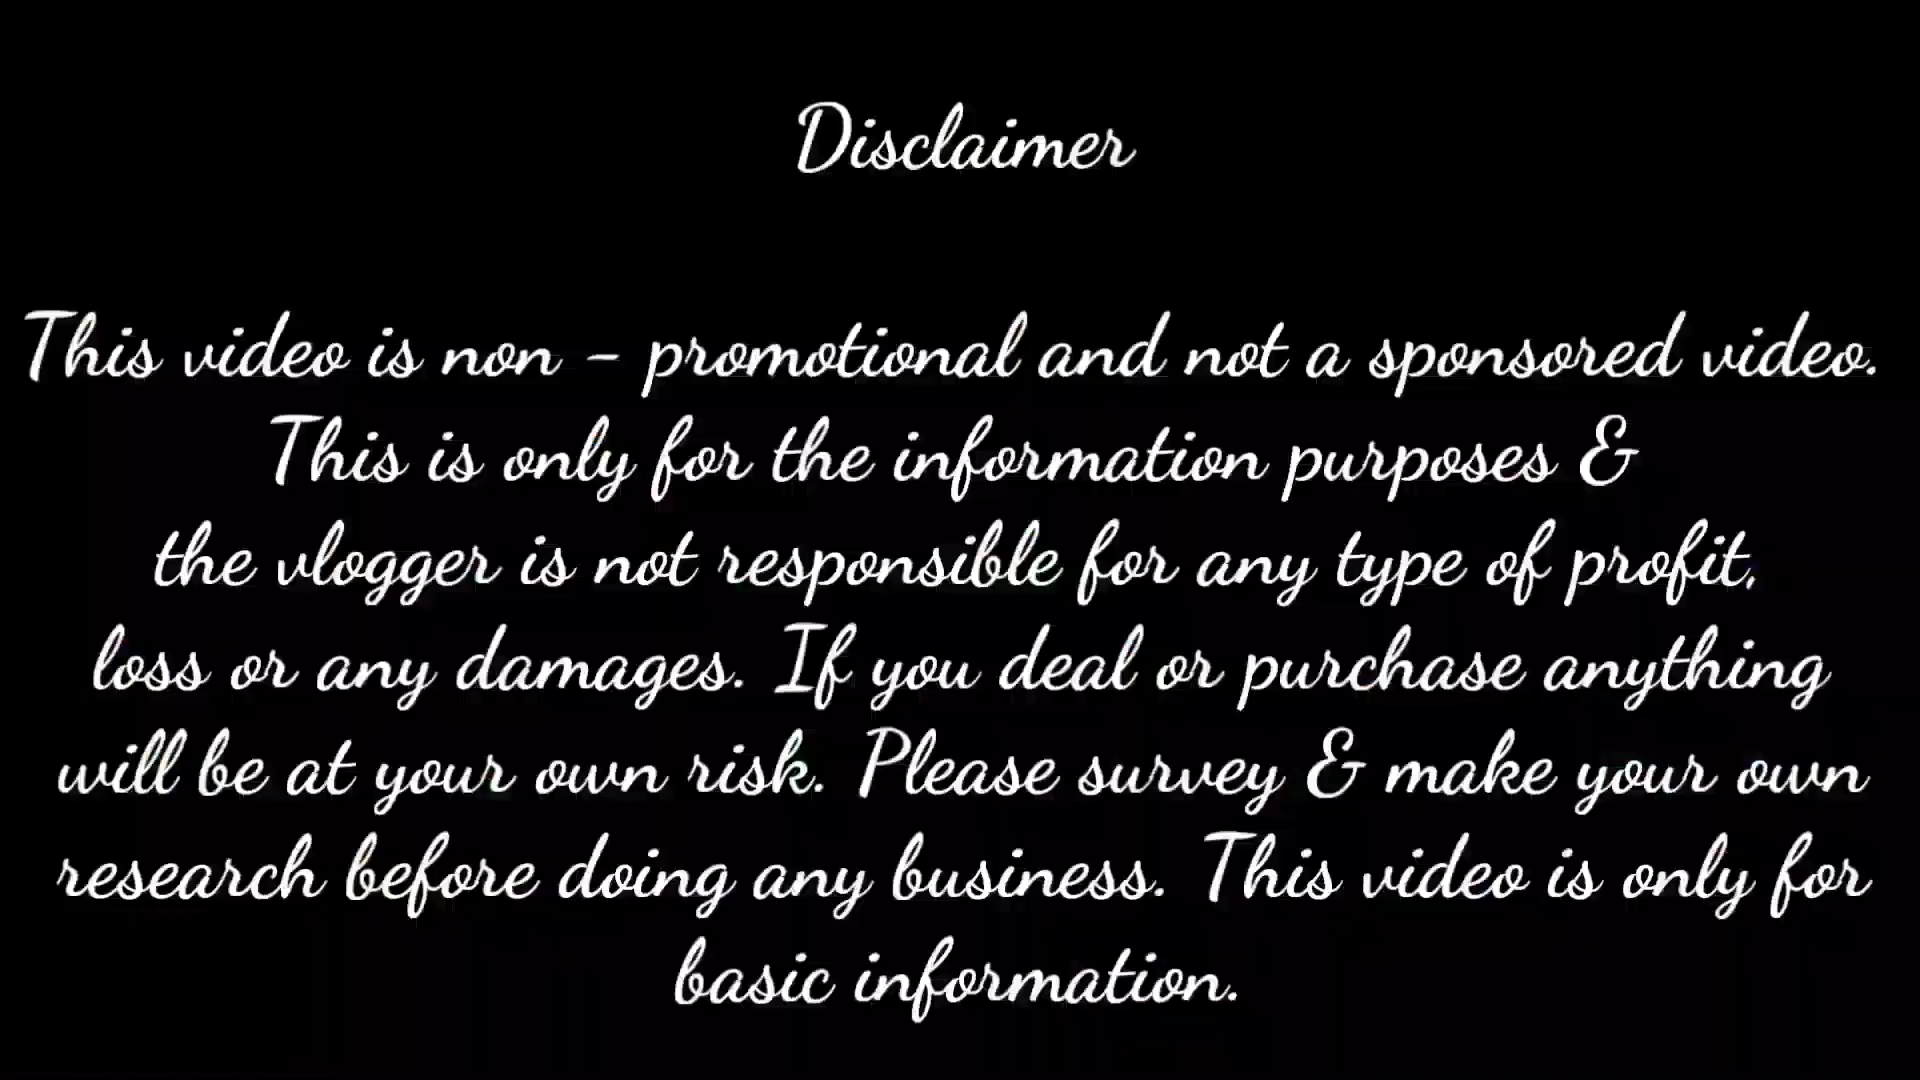 Disclaimer
This video is non - promotional and not a sponsored video.
This is only for the information purposes &
the vlogger is not responsible for any type of profit,
loss or any damages. If you deal or purchase anything
will be at your own risk. Please survey & make your own
research before doing any business. This video is only for
basic information.